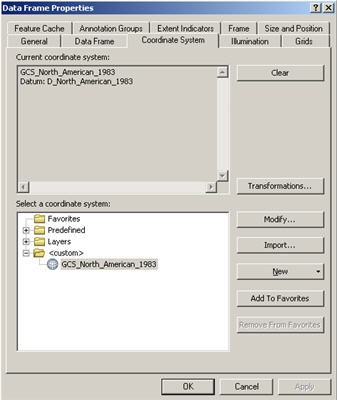 Data Frame Properties
Feature Cache Annotation Groups Extent Indicators Frame Size and Position
General Data Frame Coordinate System Illumination Grids
Current coordinate system:
GCS_North_American_1983
Datum: D_North_American_1983
Clear
Transformations...
Select a coordinate system:
Favorites
Predefined
Layers
<custom>
GCS_North_American_1983
Modify...
Import...
New
Add To Favorites
Remove From Favorites
OK Cancel Apply